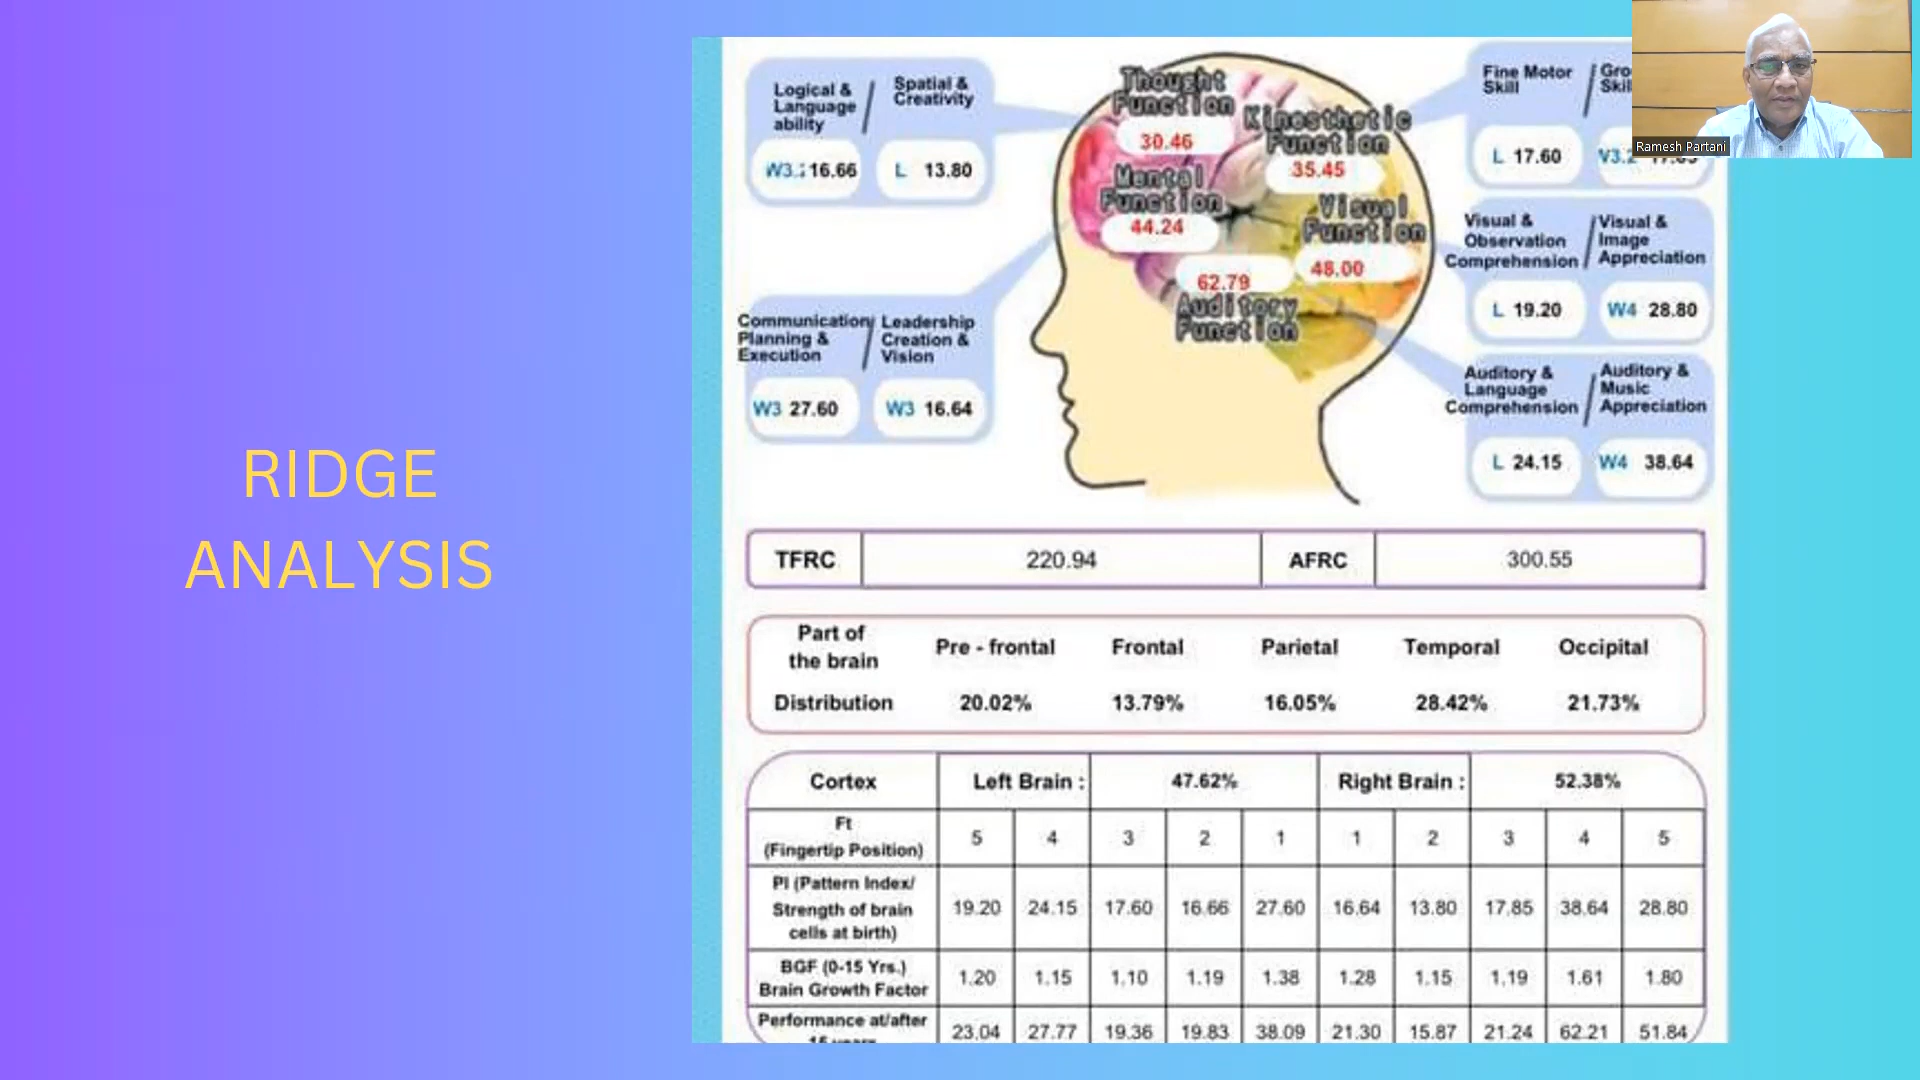 RIDGE
ANALYSIS
Logical &
Language
ability
Spatial &
Creativity
16.66
L 13.80
Thought
Function
30.46
Kinesthetic
Function
35.45
Mental
Function
44.24
Visual
Function
48.00
62.79
Auditory
Function
Fine Motor
Skill
L 17.60
Ramesh Partani
Visual &
Observation
Comprehension
Visual &
Image
Appreciation
L 19.20
W4 28.80
Communication
Planning &
Execution
Leadership
Creation &
Vision
W3 27.60
W3 16.64
Auditory &
Language
Comprehension
Auditory &
Music
Appreciation
L 24.15
W4 38.64
TFRC 220.94 AFRC 300.55
Part of
the brain
Pre - frontal Frontal Parietal Temporal Occipital
Distribution 20.02% 13.79% 16.05% 28.42% 21.73%
Cortex Left Brain : 47.62% Right Brain : 52.38%
Ft
(Fingertip Position)
5 4 3 2 1 1 2 3 4 5
PI (Pattern Index/
Strength of brain
cells at birth)
19.20 24.15 17.60 16.66 27.60 16.64 13.80 17.85 38.64 28.80
BGF (0-15 Yrs.)
Brain Growth Factor
1.20 1.15 1.10 1.19 1.38 1.28 1.15 1.19 1.61 1.80
Performance at/after
23.04 27.77 19.36 19.83 38.09 21.30 15.87 21.24 62.21 51.84